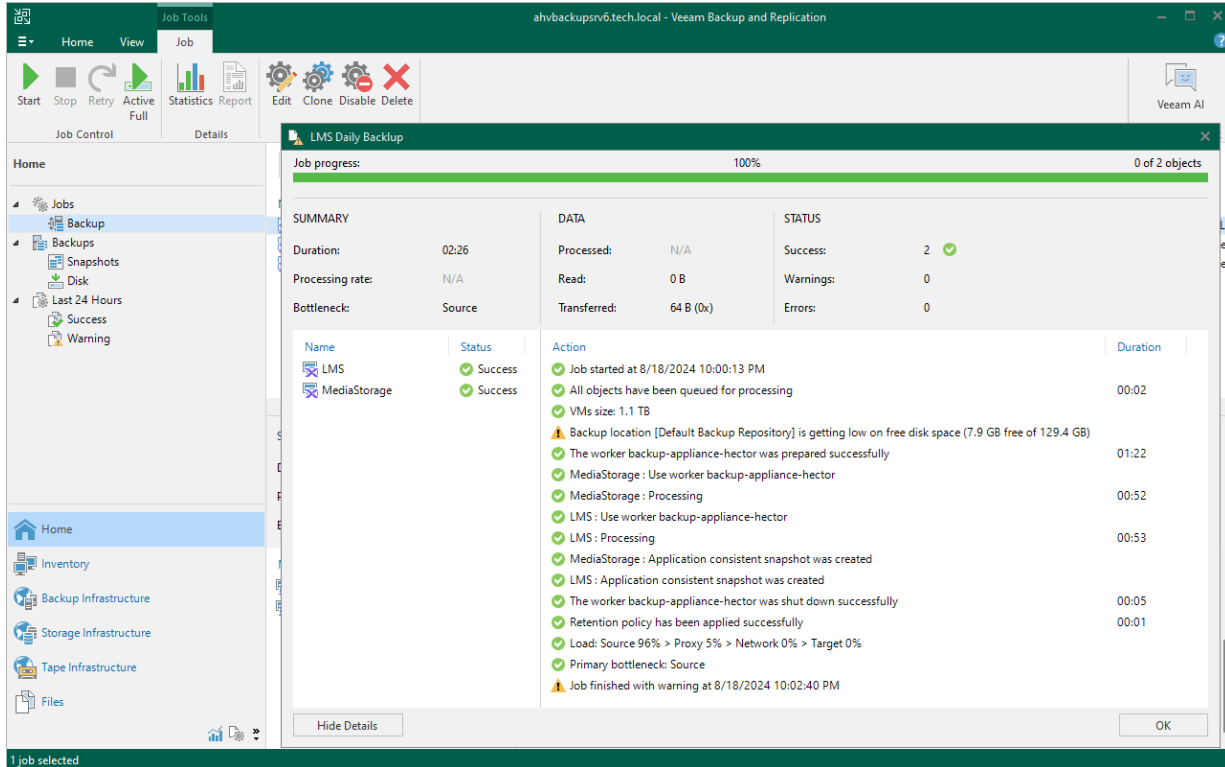 Job Tools
ahvbackupsrv6.tech.local - Veeam Backup and Replication
Home View Job
Start Stop Retry Active Full
Statistics Report
Edit Clone Disable Delete
Veeam AI
Job Control
Details
Home
Jobs
Backup
Backups
Snapshots
Disk
Last 24 Hours
Success
Warning
Home
Inventory
Backup Infrastructure
Storage Infrastructure
Tape Infrastructure
Files
1 job selected
LMS Daily Backlup
Job progress: 100% 0 of 2 objects
SUMMARY DATA STATUS
Duration: 02:26 Processed: N/A Success: 2
Processing rate: N/A Read: 0 B Warnings: 0
Bottleneck: Source Transferred: 64 B (0x) Errors: 0
Name Status Action Duration
LMS Success
MediaStorage Success
Job started at 8/18/2024 10:00:13 PM
All objects have been queued for processing 00:02
VMs size: 1.1 TB
Backup location [Default Backup Repository] is getting low on free disk space (7.9 GB free of 129.4 GB)
The worker backup-appliance-hector was prepared successfully 01:22
MediaStorage : Use worker backup-appliance-hector
MediaStorage : Processing 00:52
LMS : Use worker backup-appliance-hector
LMS : Processing 00:53
MediaStorage : Application consistent snapshot was created
LMS : Application consistent snapshot was created
The worker backup-appliance-hector was shut down successfully 00:05
Retention policy has been applied successfully 00:01
Load: Source 96% > Proxy 5% > Network 0% > Target 0%
Primary bottleneck: Source
Job finished with warning at 8/18/2024 10:02:40 PM
Hide Details OK